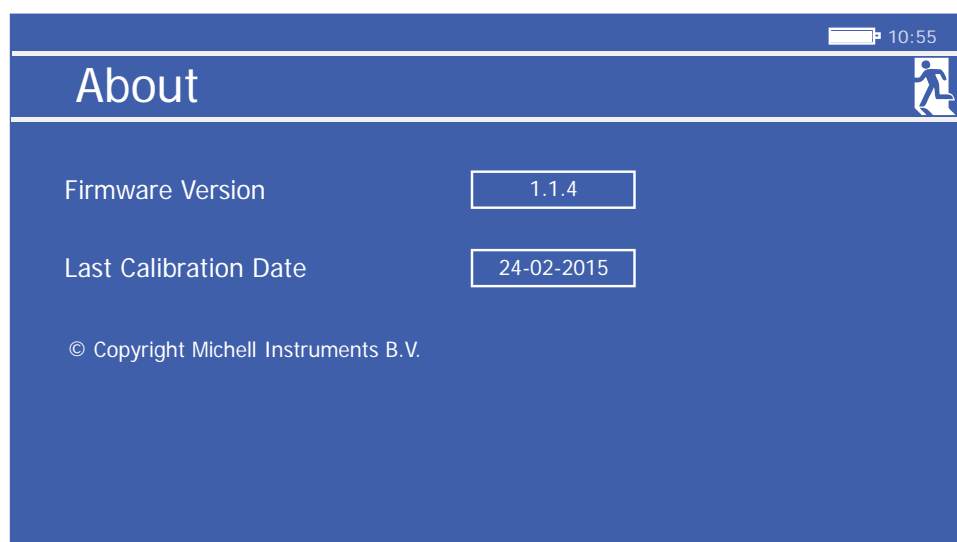 10:55
About
Firmware Version 1.1.4
Last Calibration Date 24-02-2015
© Copyright Michell Instruments B.V.